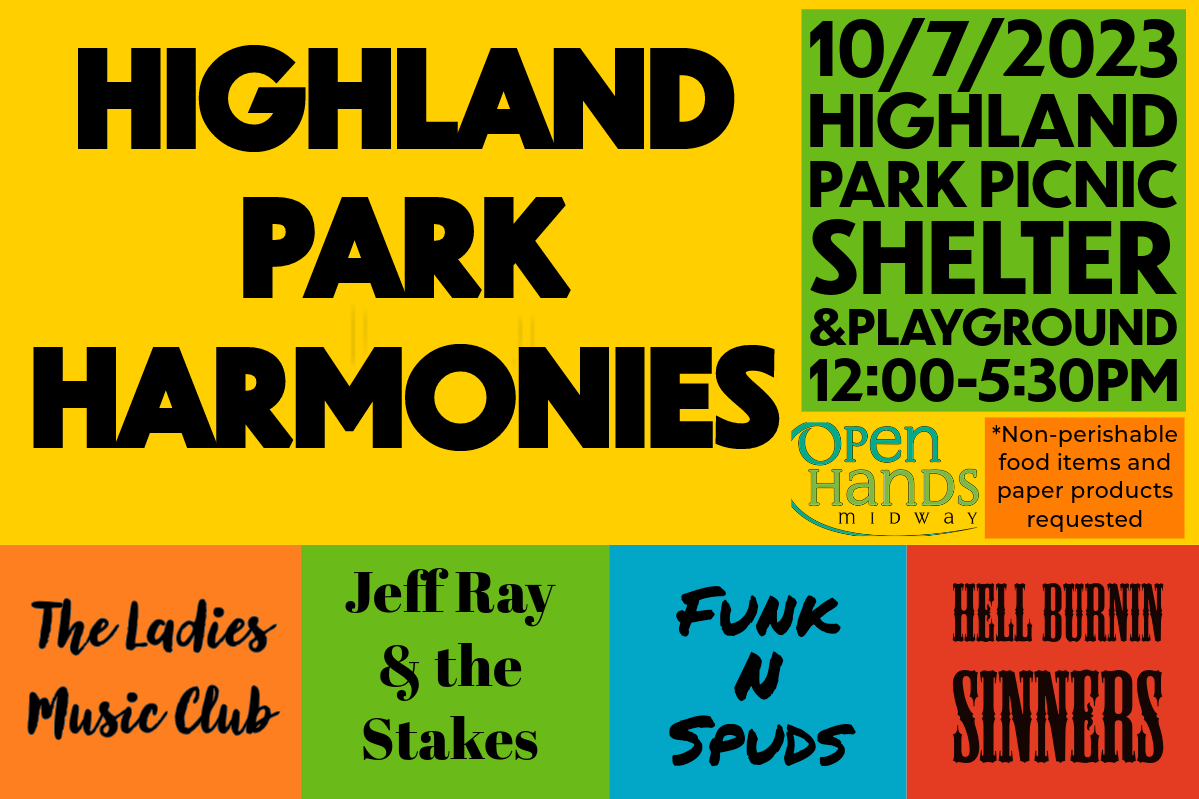 HIGHLAND
PARK
HARMONIES
10/7/2023
HIGHLAND
PARK PICNIC
SHELTER
&PLAYGROUND
12:00-5:30PM
OPEN
HANDS
MIDWAY
*Non-perishable
food items and
paper products
requested
The Ladies
Music Club
Jeff Ray
& the
Stakes
FUNK
N
SPUDS
HELL BURNIN
SINNERS